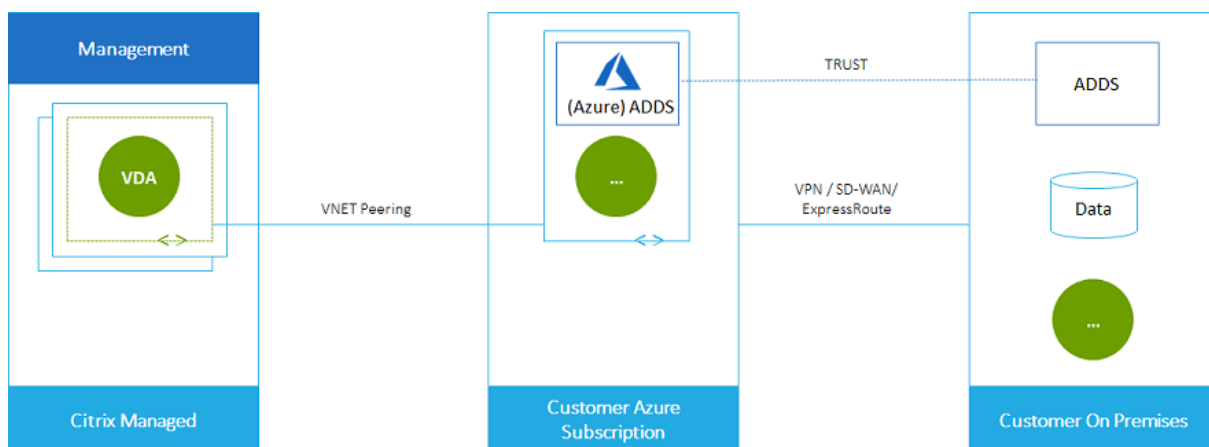 Management
VDA
Citrix Managed
VNET Peering
(Azure) ADDS
...
Customer Azure
Subscription
TRUST
VPN / SD-WAN/
ExpressRoute
ADDS
Data
...
Customer On Premises